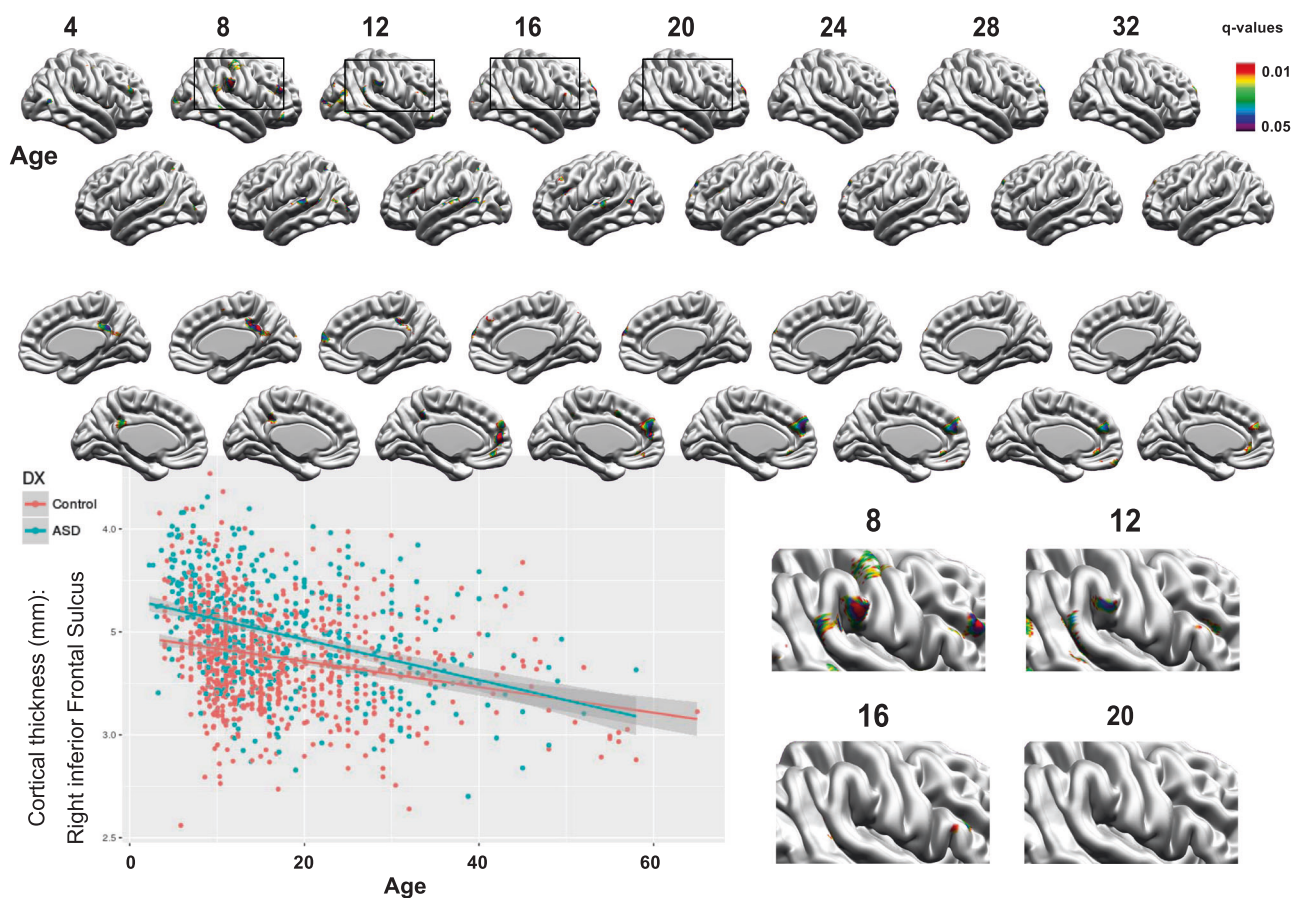 4 8 12 16 20 24 28 32
q-values
0.01
0.05
Age
DX
Control
ASD
Cortical thickness (mm):
Right inferior Frontal Sulcus
4.0
5
3.0
2.5
0 20 40 60
Age
8 12
16 20